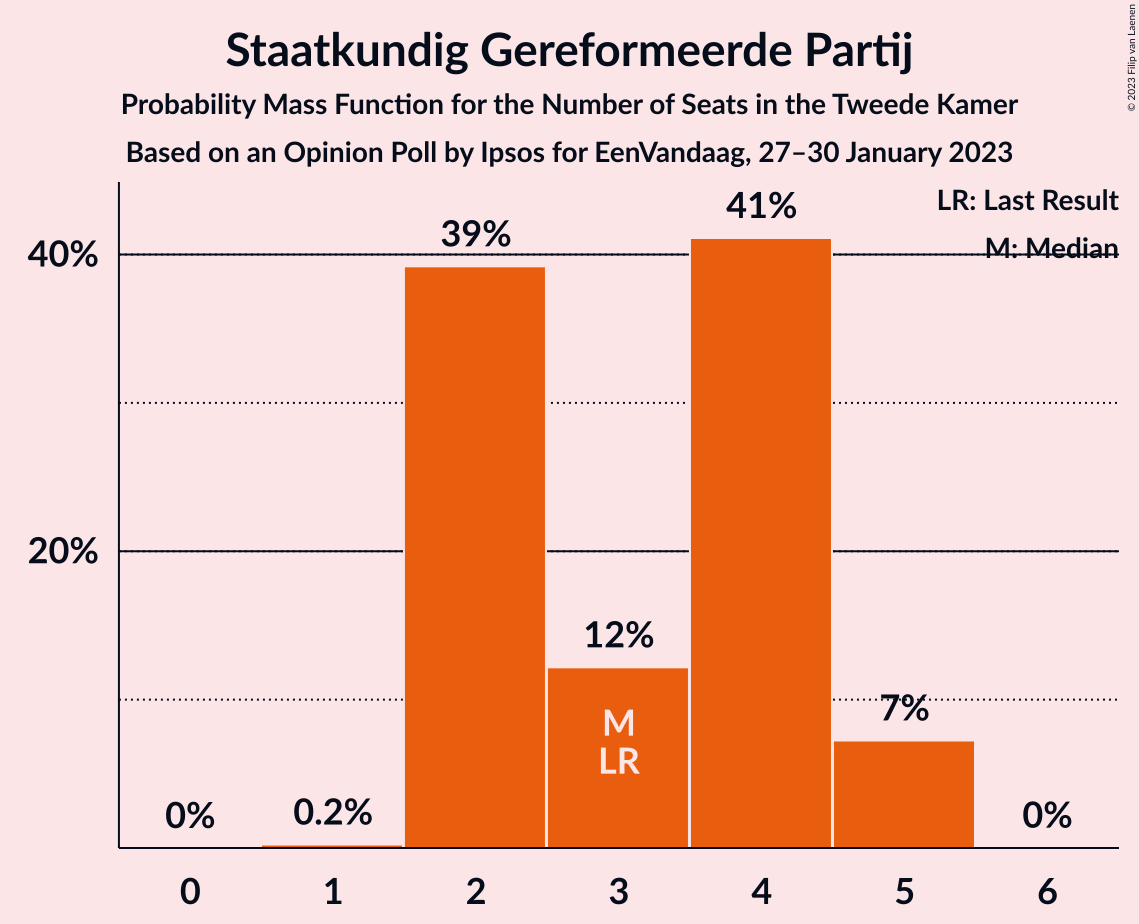 Staatkundig Gereformeerde Partij
Probability Mass Function for the Number of Seats in the Tweede Kamer
Based on an Opinion Poll by Ipsos for EenVandaag, 27–30 January 2023
© 2023 Filip van Laenen
LR: Last Result
M: Median
40%
20%
0%
0.2%
39%
12%
41%
7%
0%
M
LR
0
1
2
3
4
5
6